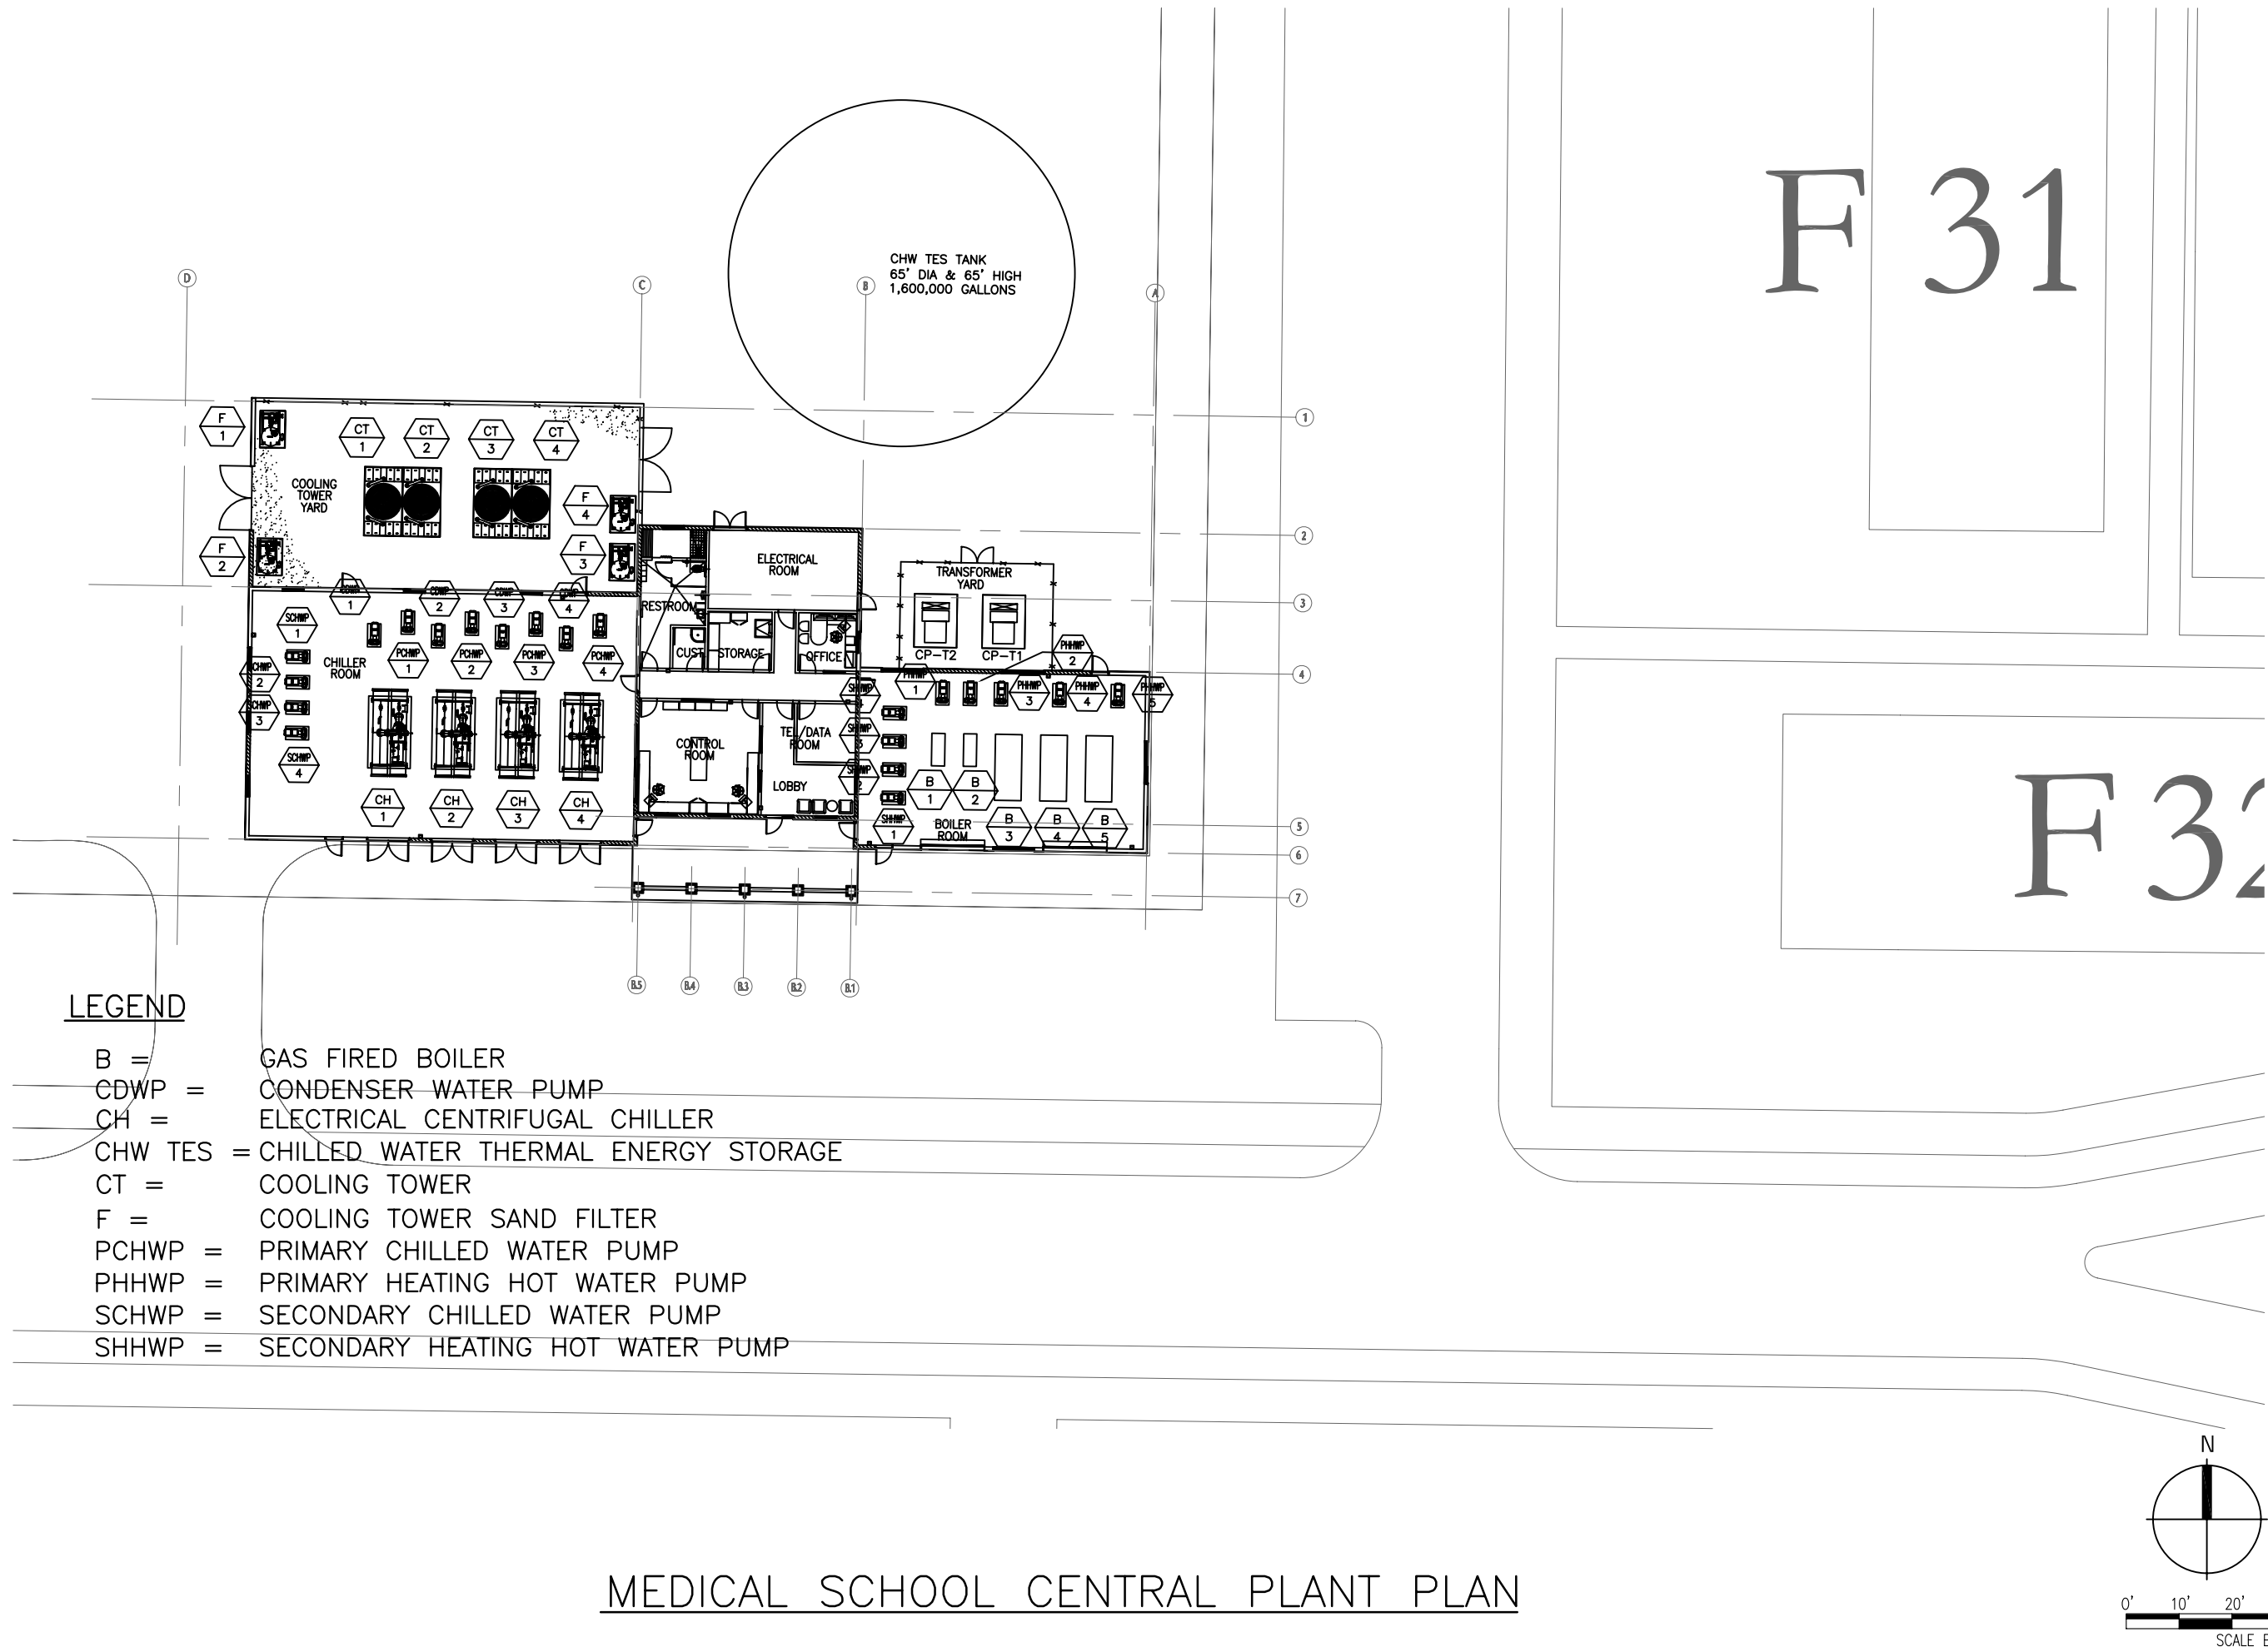 F 31
CHW TES TANK
65' DIA & 65' HIGH
1,600,000 GALLONS
D
C
B
A
1
F
1
CT
1
CT
2
CT
3
CT
4
COOLING
TOWER
YARD
F
4
F
2
F
3
2
ELECTRICAL
ROOM
TRANSFORMER
YARD
3
CDWP
1
CDWP
2
CDWP
3
CDWP
4
RESTROOM
SCHWP
1
CHILLER
ROOM
PCHWP
1
PCHWP
2
PCHWP
3
PCHWP
4
CUST
STORAGE
OFFICE
CP-T2
CP-T1
PHHWP
2
4
SCHWP
2
SCHWP
3
SCHWP
4
SHHWP
4
PHHWP
1
PHHWP
3
PHHWP
4
PHHWP
5
CONTROL
ROOM
TEL/DATA
ROOM
SHHWP
3
SHHWP
2
LOBBY
B
1
B
2
CH
1
CH
2
CH
3
CH
4
SHHWP
1
BOILER
ROOM
B
3
B
4
B
5
F 32
5
6
7
B.5
B.4
B.3
B.2
B.1
LEGEND
B = GAS FIRED BOILER
CDWP = CONDENSER WATER PUMP
CH = ELECTRICAL CENTRIFUGAL CHILLER
CHW TES = CHILLED WATER THERMAL ENERGY STORAGE
CT = COOLING TOWER
F = COOLING TOWER SAND FILTER
PCHWP = PRIMARY CHILLED WATER PUMP
PHHWP = PRIMARY HEATING HOT WATER PUMP
SCHWP = SECONDARY CHILLED WATER PUMP
SHHWP = SECONDARY HEATING HOT WATER PUMP
N
MEDICAL SCHOOL CENTRAL PLANT PLAN
0' 10' 20'
SCALE